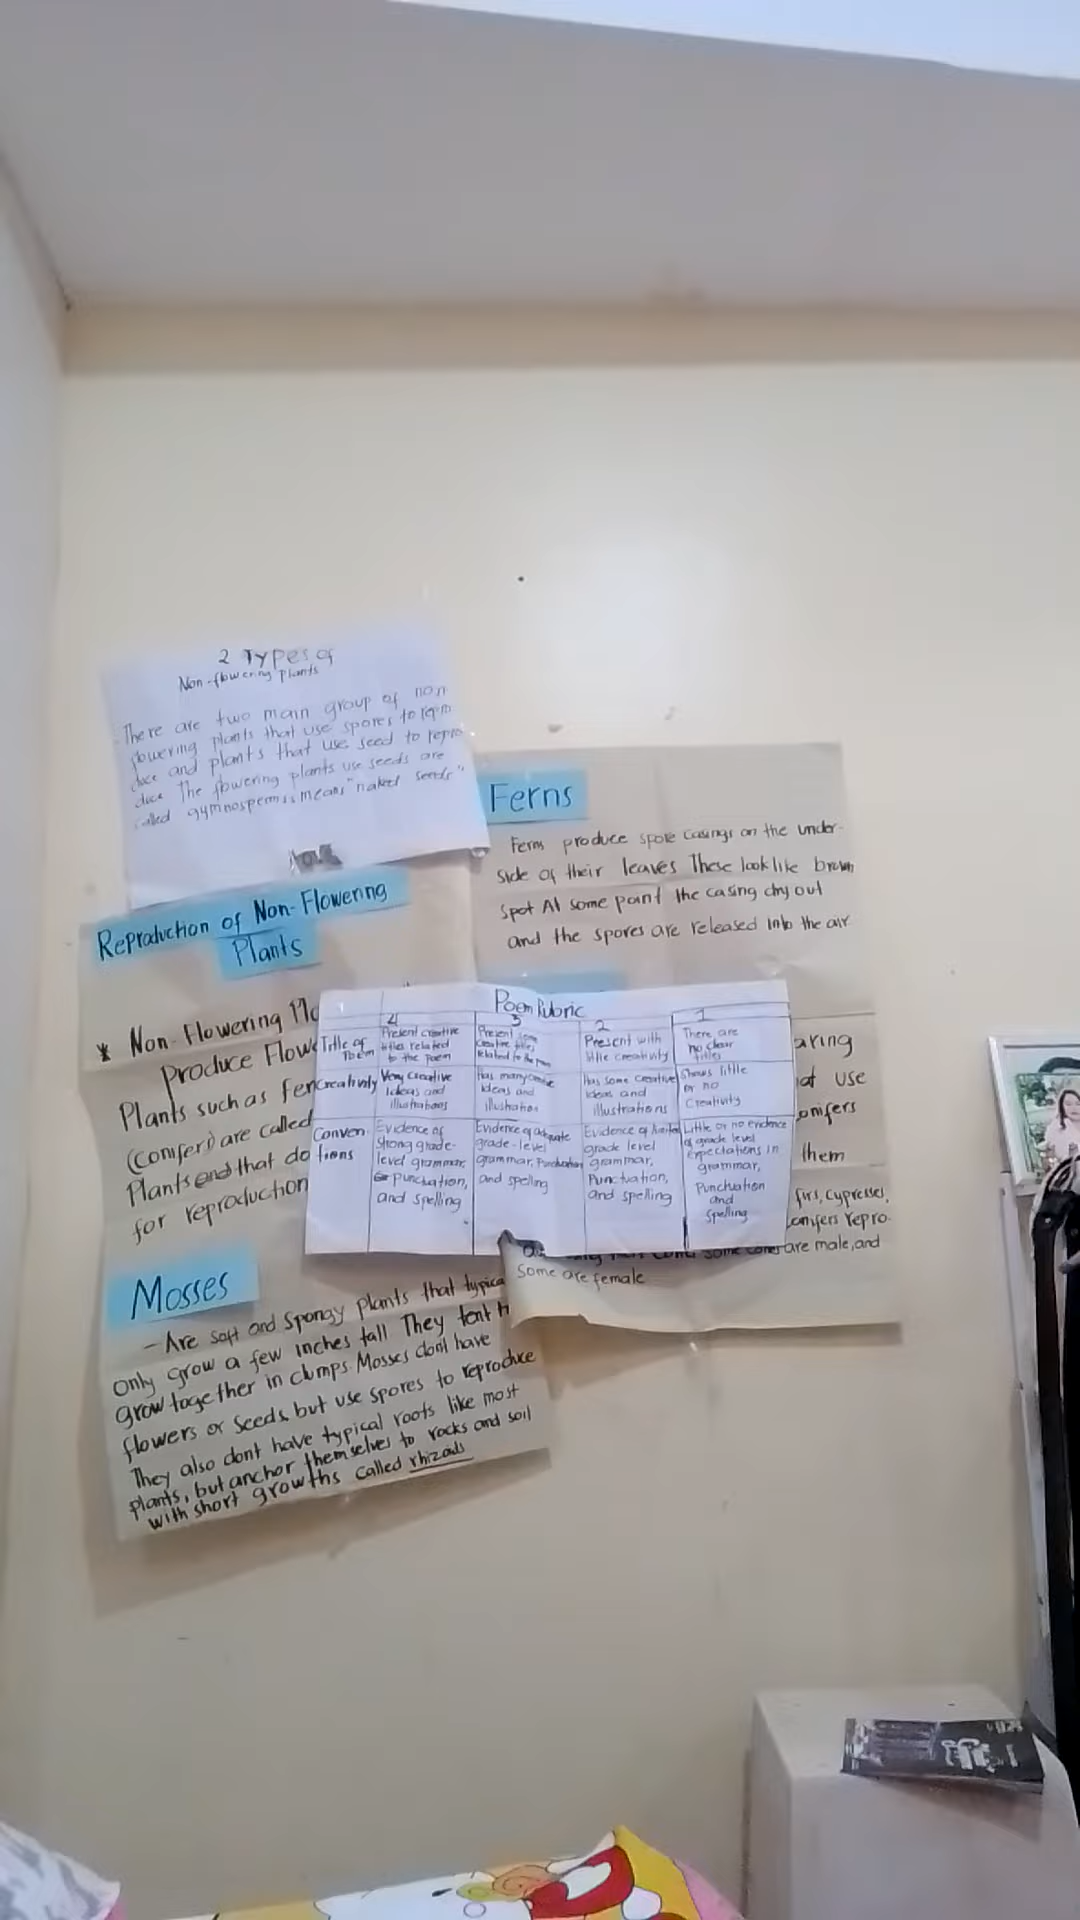 2 Types of
Non-flowering plants
There are two main group of non
flowering plants that use spores to repro
duce and plants that use seed to repro
duce The flowering plants use seeds are
called gymnosperms means "naked seeds"
Ferns
Ferns produce spore casings on the under-
side of their leaves These look like brown
spot At some point the casing dry out
and the spores are released into the air
Reproduction of Non-Flowering
Plants
* Non-Flowering Pla
produce Flowe
Plants such as fer
(conifer) are called
Plants and that do
for reproduction
Poem Rubric
4
3
2
1
Title of Poem
Present creative titles related to the poem
Present some creative titles related to the poem
Present with little creativity
There are no clear titles
Creativity
Very creative ideas and illustrations
Has many creative ideas and illustration
Has some creative ideas and illustrations
Shows little or no creativity
Conventions
Evidence of strong grade-level grammar, punctuation, and spelling
Evidence of adequate grade-level grammar, punctuation and spelling
Evidence of limited grade level grammar, punctuation, and spelling
Little or no evidence of grade level expectations in grammar, punctuation and spelling
aring
at use
onifers
them
firs, cypresses,
conifers repro-
cones some cones are male, and
some are female
Mosses
- Are soft and spongy plants that typica
only grow a few inches tall They tent t
grow together in clumps Mosses dont have
flowers or seeds, but use spores to reproduce
They also dont have typical roots like most
plants, but anchor themselves to rocks and soil
with short growths called rhizoids